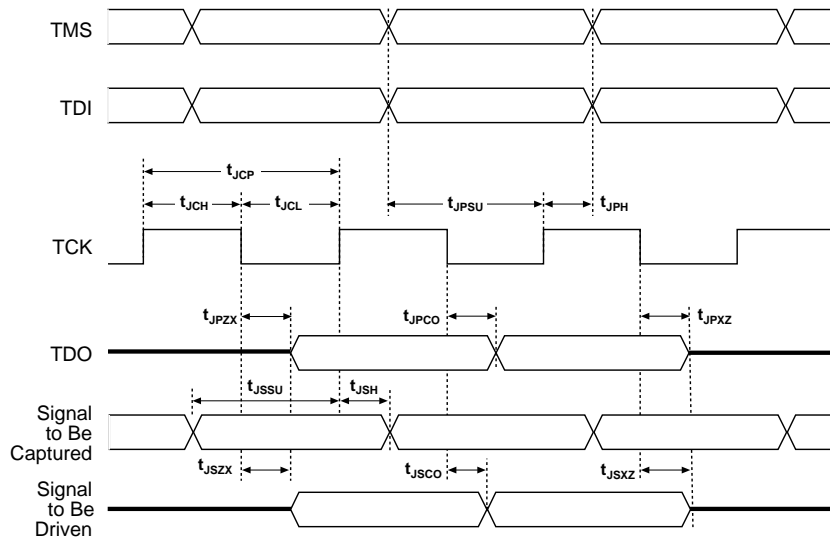 TMS
TDI
tJCP
tJCH
tJCL
tJPSU
tJPH
TCK
tJPZX
tJPCO
tJPXZ
TDO
tJSSU
tJSH
Signal
to Be
Captured
tJSZX
tJSCO
tJSXZ
Signal
to Be
Driven